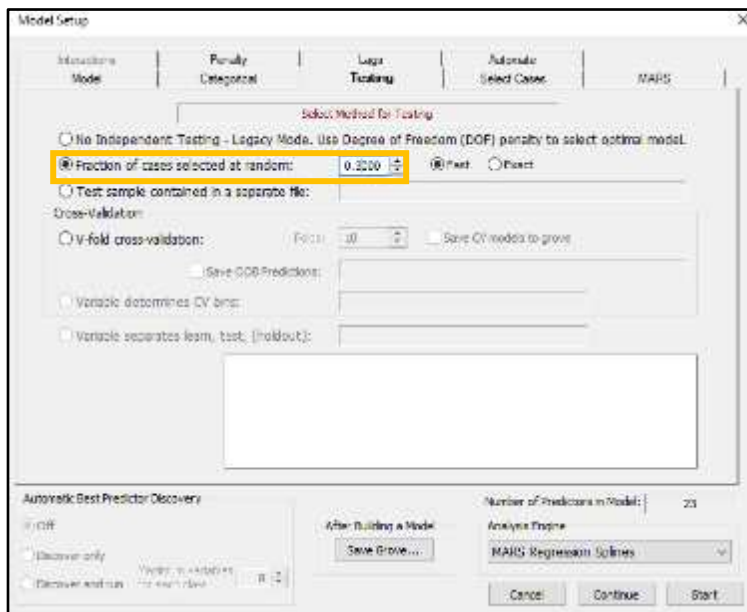 Model Setup
Interactions Penalty Lags Automate
Model Categorical Testing Select Cases MARS
Select Method for Testing
No Independent Testing - Legacy Mode. Use Degree of Freedom (DOF) penalty to select optimal model.
Fraction of cases selected at random: Fast Exact
Test sample contained in a separate file:
Cross-Validation
V-fold cross-validation: Folds: 10 Save CV models to grove
Save OOB Predictions:
Variable determines CV bins:
Variable separates learn, test, (holdout):
Automatic Best Predictor Discovery
Off
Discover only
Discover and run
for each class
After Building a Model
Save Grove...
Number of Predictors in Model: 23
Analysis Engine
MARS Regression Splines
Cancel Continue Start